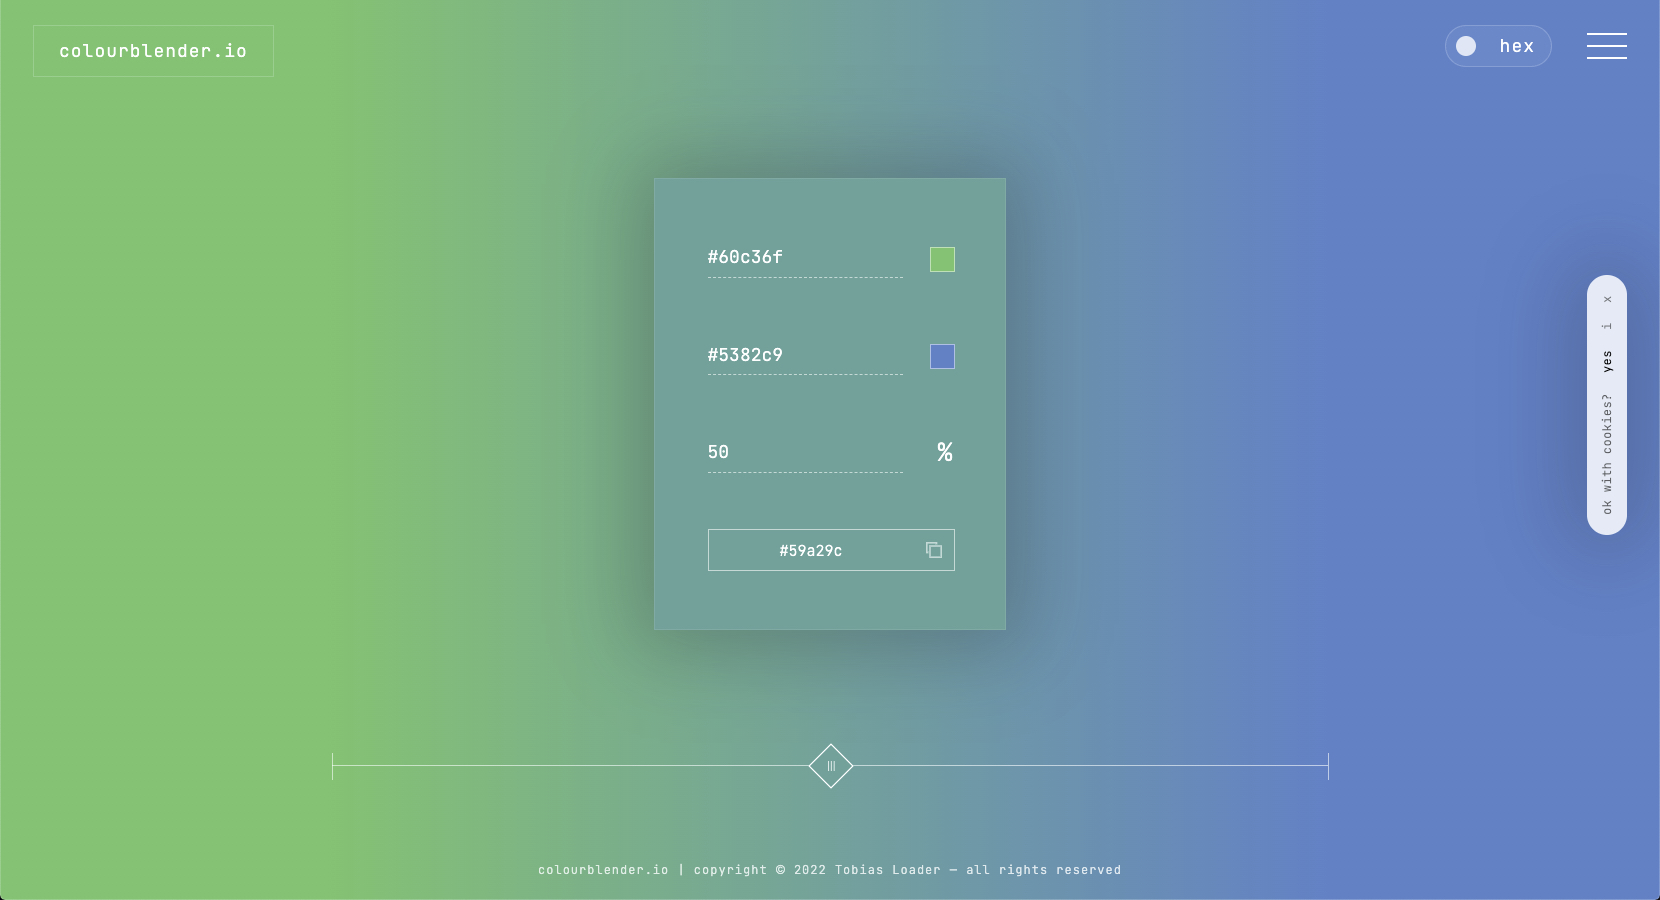 colourblender.io
hex
#60c36f
#5382c9
50
%
#59a29c
ok with cookies? yes i x
colourblender.io | copyright © 2022 Tobias Loader — all rights reserved